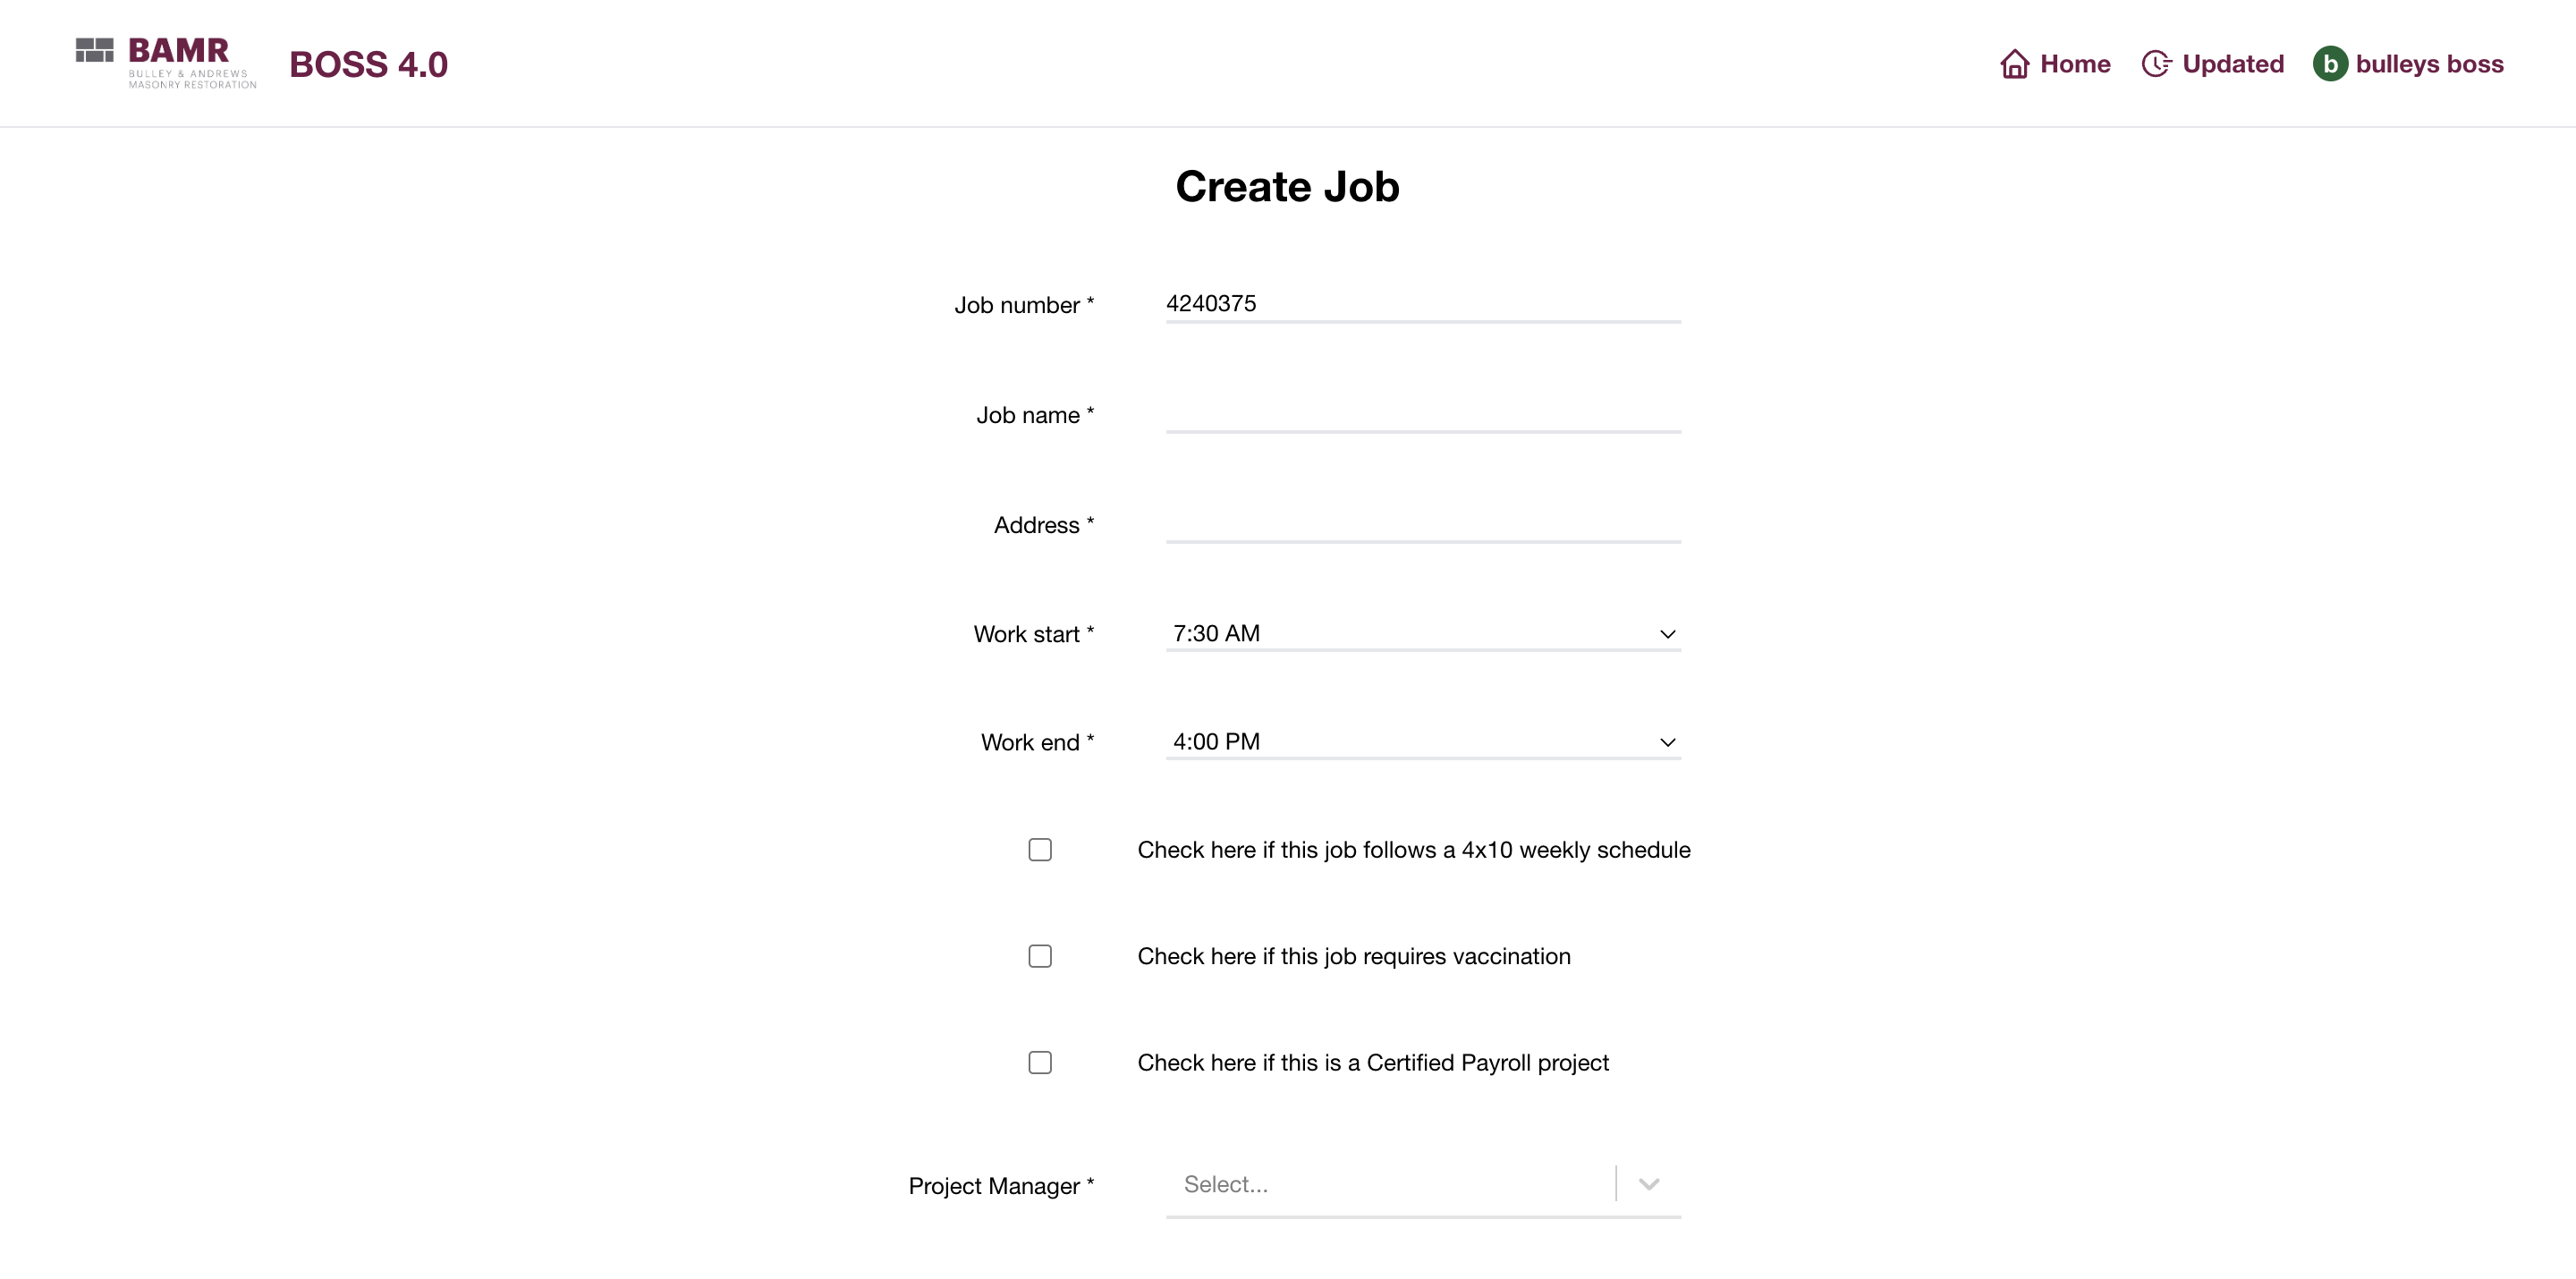 BAMR
BULLEY & ANDREWS
MASONRY RESTORATION
BOSS 4.0
Home
Updated
b bulleys boss
Create Job
Job number * 4240375
Job name *
Address *
Work start * 7:30 AM
Work end * 4:00 PM
Check here if this job follows a 4x10 weekly schedule
Check here if this job requires vaccination
Check here if this is a Certified Payroll project
Project Manager * Select...